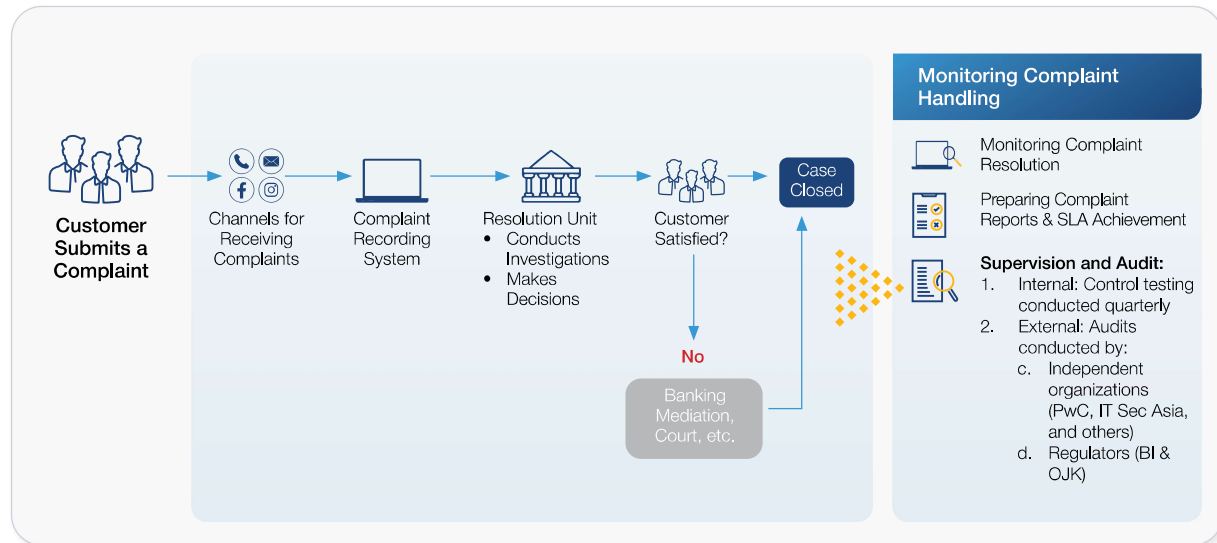 Customer
Submits a
Complaint
Channels for
Receiving
Complaints
Complaint
Recording
System
Resolution Unit
• Conducts
Investigations
• Makes
Decisions
Customer
Satisfied?
Case
Closed
No
Banking
Mediation,
Court, etc.
Monitoring Complaint
Handling
Monitoring Complaint
Resolution
Preparing Complaint
Reports & SLA Achievement
Supervision and Audit:
1. Internal: Control testing
conducted quarterly
2. External: Audits
conducted by:
c. Independent
organizations
(PwC, IT Sec Asia,
and others)
d. Regulators (BI &
OJK)